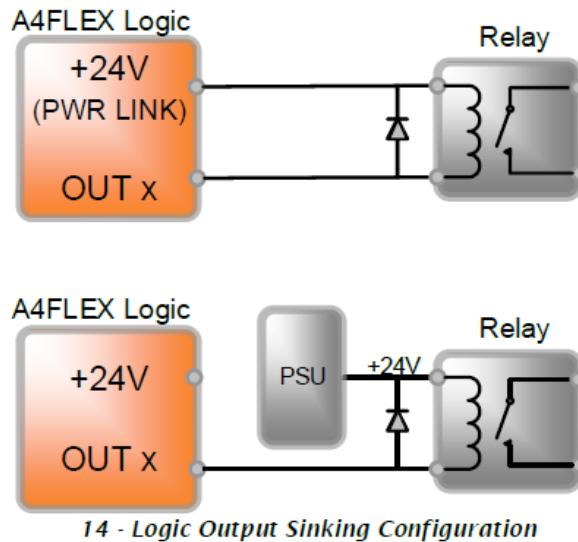 A4FLEX Logic
Relay
+24V
(PWR LINK)
OUT x
A4FLEX Logic
Relay
+24V
PSU
+24V
OUT x
14 - Logic Output Sinking Configuration